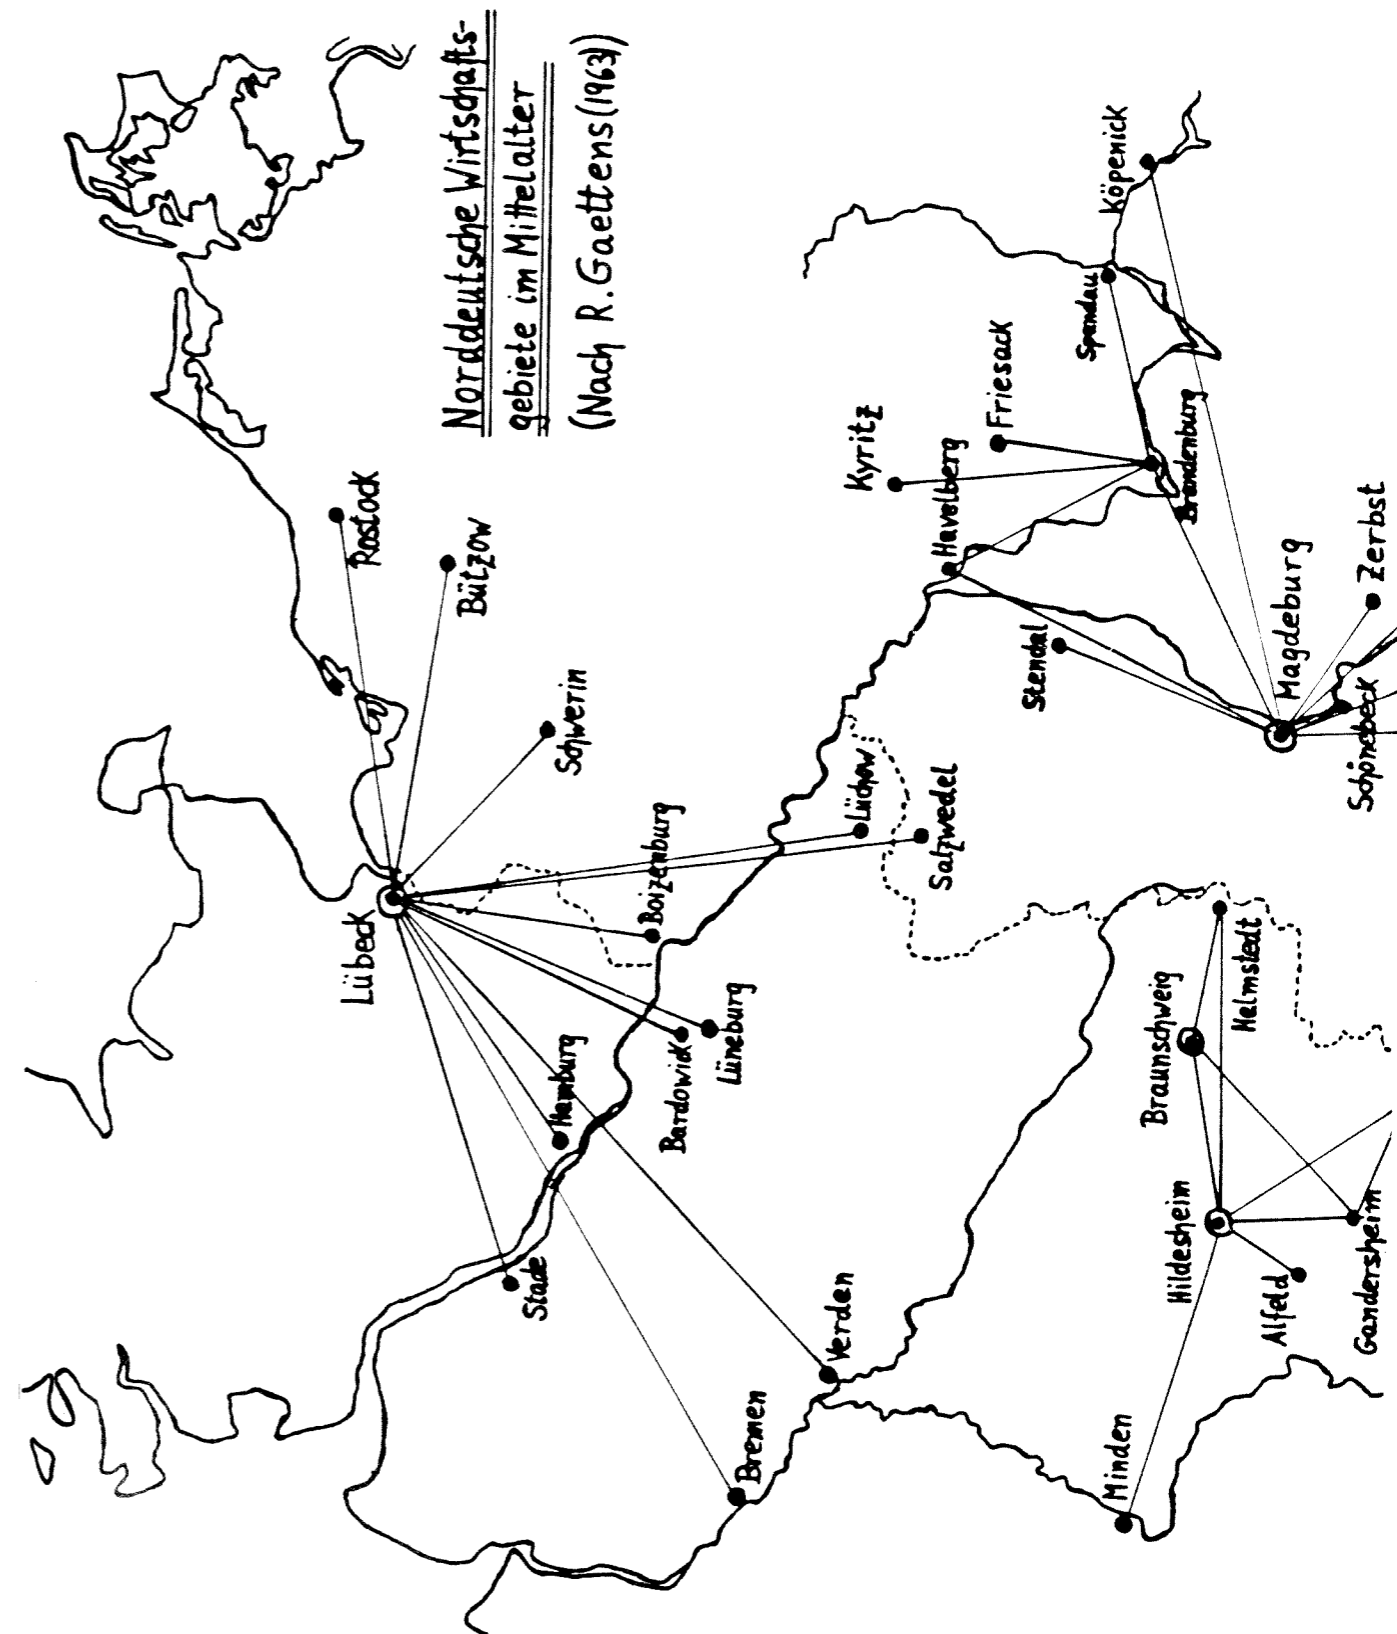 Norddeutsche Wirtschafts-
gebiete im Mittelalter
(Nach R. Gaettens (1963))
Rostock
Bützow
Schwerin
Lübeck
Boizenburg
Lüchow
Salzwedel
Lüneburg
Bardowick
Hamburg
Stade
Bremen
Verden
Minden
Köpenick
Spandau
Friesack
Kyritz
Havelberg
Brandenburg
Stendal
Magdeburg
Zerbst
Schönebeck
Helmstedt
Braunschweig
Hildesheim
Alfeld
Gandersheim